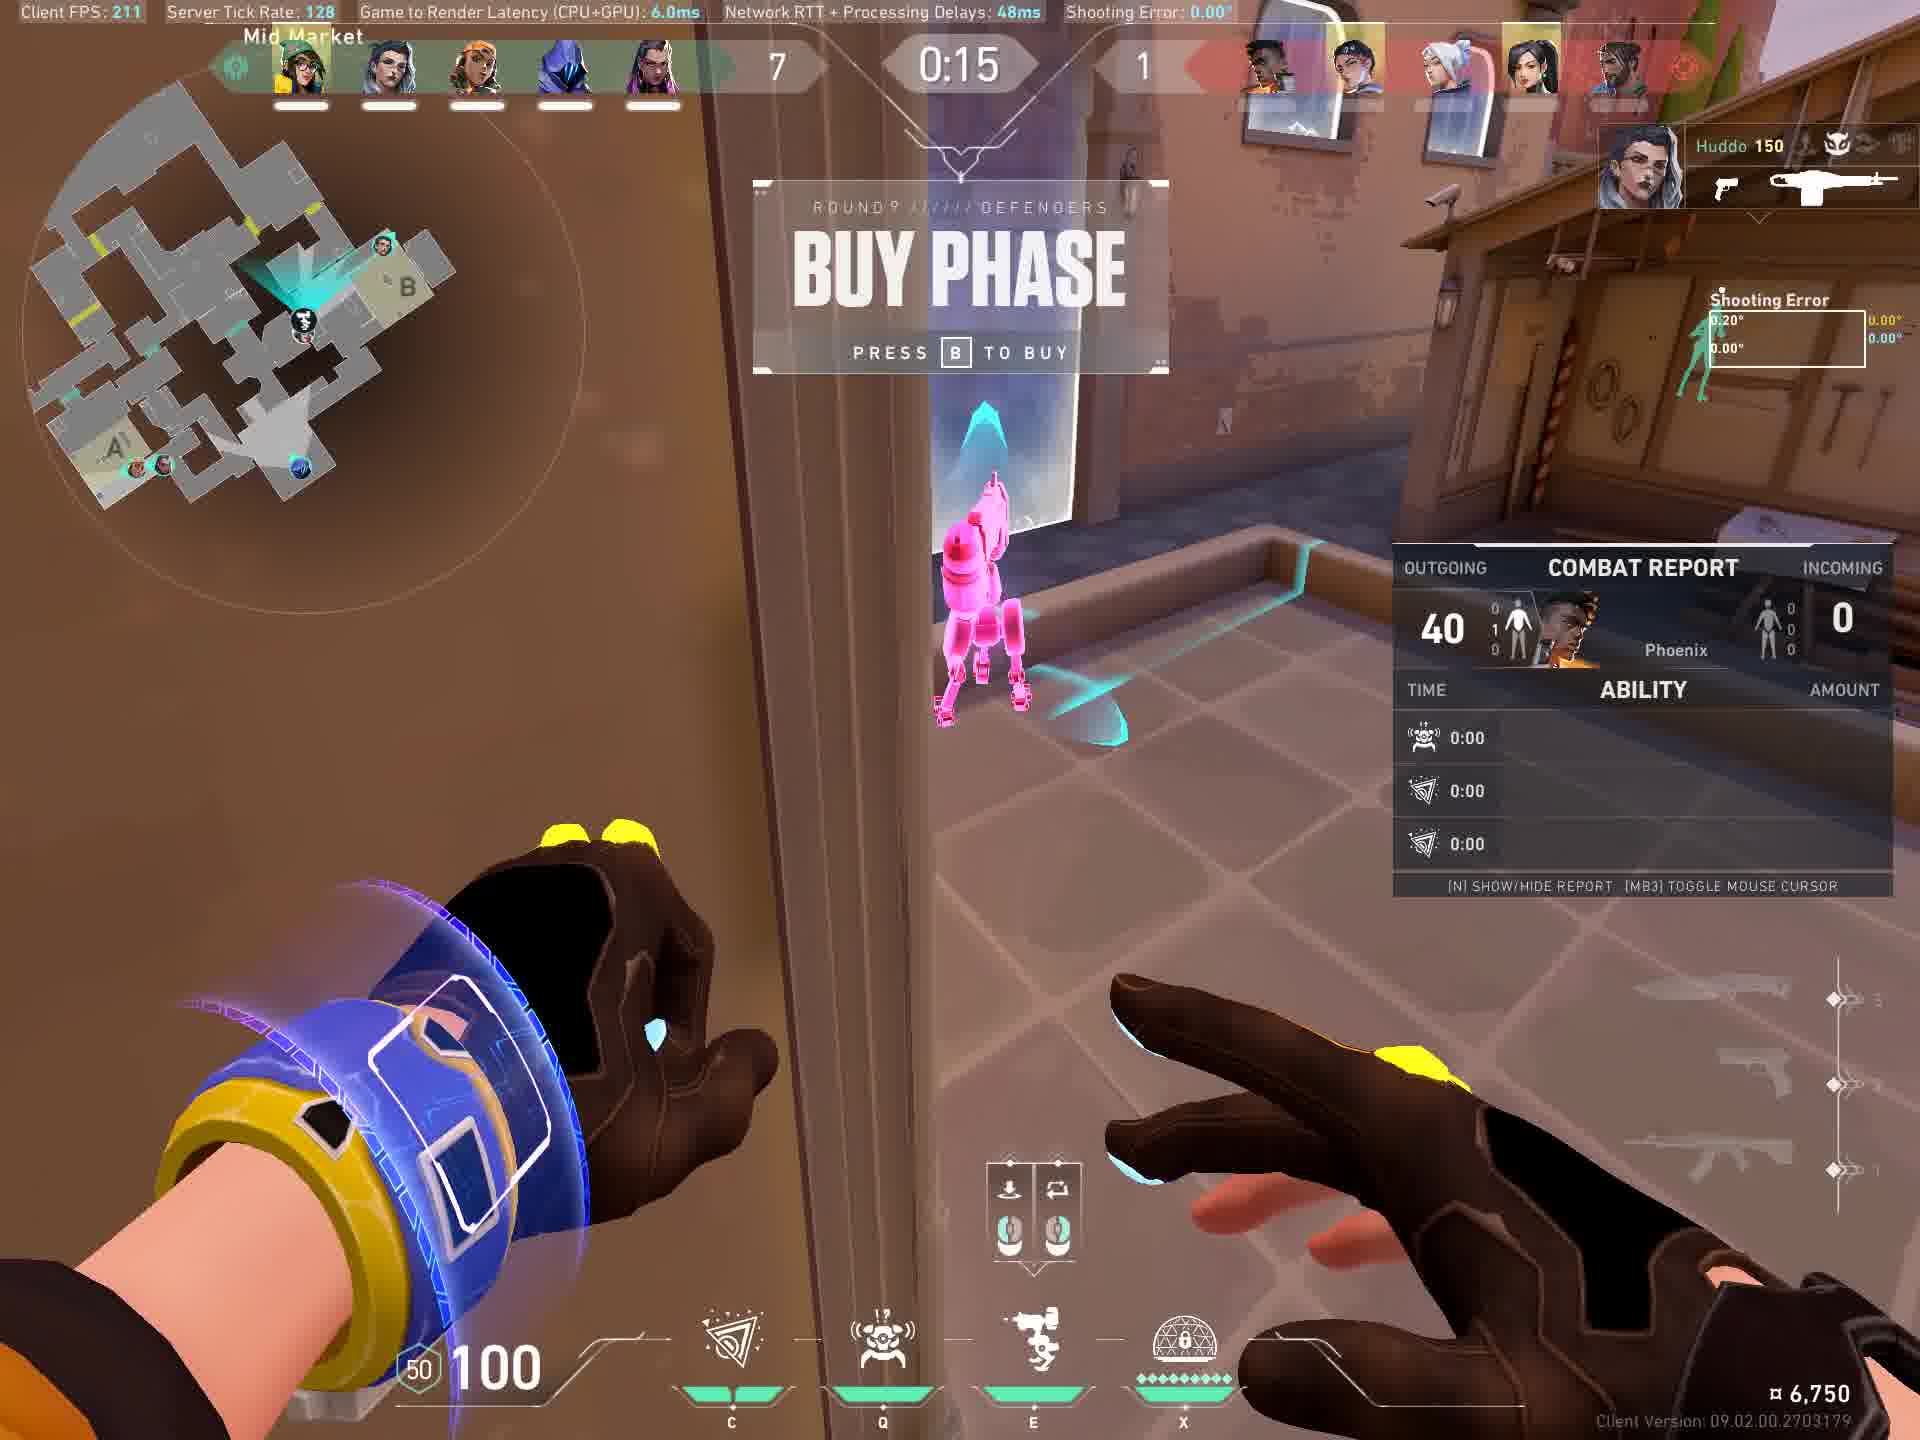 Client FPS: 211 Server Tick Rate: 128 Game to Render Latency (CPU+GPU): 6.0ms Network RTT + Processing Delays: 48ms Shooting Error: 0.00°
Mid Market
7
0:15
1
Huddo 150
ROUND 9 ////// DEFENDERS
BUY PHASE
PRESS B TO BUY
B
A
Shooting Error
0.20°
0.00°
0.00°
0.00°
OUTGOING COMBAT REPORT INCOMING
40
0
1
0
Phoenix
0
0
0
0
TIME ABILITY AMOUNT
0:00
0:00
0:00
[N] SHOW/HIDE REPORT [MB3] TOGGLE MOUSE CURSOR
3
2
1
50 100
C Q E X
¤ 6,750
Client Version: 09.02.00.2703179